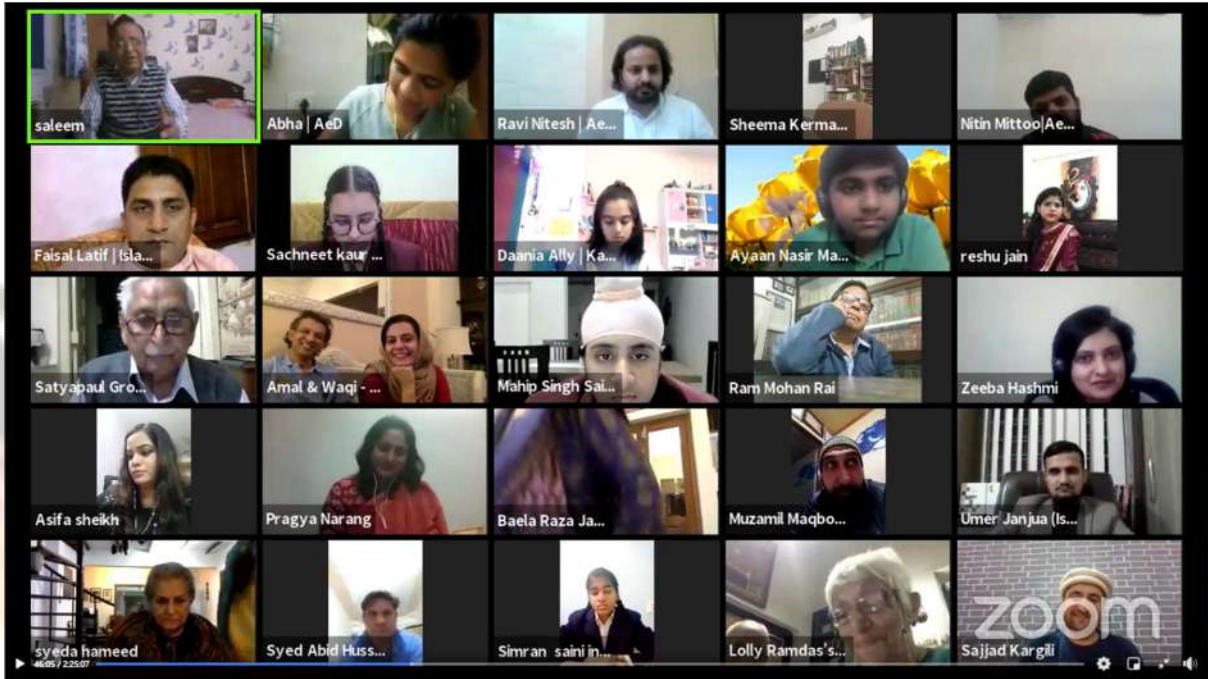 saleem
Abha | AeD
Ravi Nitesh | Ae...
Sheema Kerma...
Nitin Mittoo|Ae...
Faisal Latif | Isla...
Sachneet kaur ...
Daania Ally | Ka...
Ayaan Nasir Ma...
reshu jain
Satyapaul Gro...
Amal & Waqi - ...
Mahip Singh Sai...
Ram Mohan Rai
Zeeba Hashmi
Asifa sheikh
Pragya Narang
Baela Raza Ja...
Muzamil Maqbo...
Umer Janjua (Is...
syeda hameed
Syed Abid Huss...
Simran saini in...
Lolly Ramdas's...
Sajjad Kargili
zoom
46:05 / 2:25:07